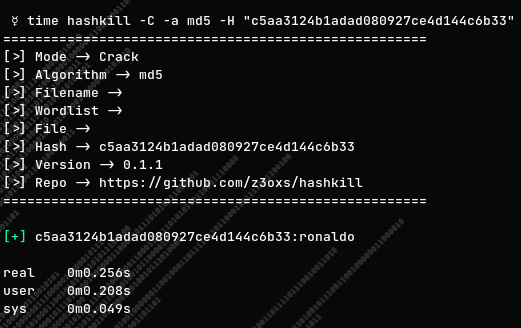 ☿ time hashkill -C -a md5 -H "c5aa3124b1adad080927ce4d144c6b33"
====================================================
[>] Mode -> Crack
[>] Algorithm -> md5
[>] Filename ->
[>] Wordlist ->
[>] File ->
[>] Hash -> c5aa3124b1adad080927ce4d144c6b33
[>] Version -> 0.1.1
[>] Repo -> https://github.com/z3oxs/hashkill
====================================================
[+] c5aa3124b1adad080927ce4d144c6b33:ronaldo
real 0m0.256s
user 0m0.208s
sys 0m0.049s